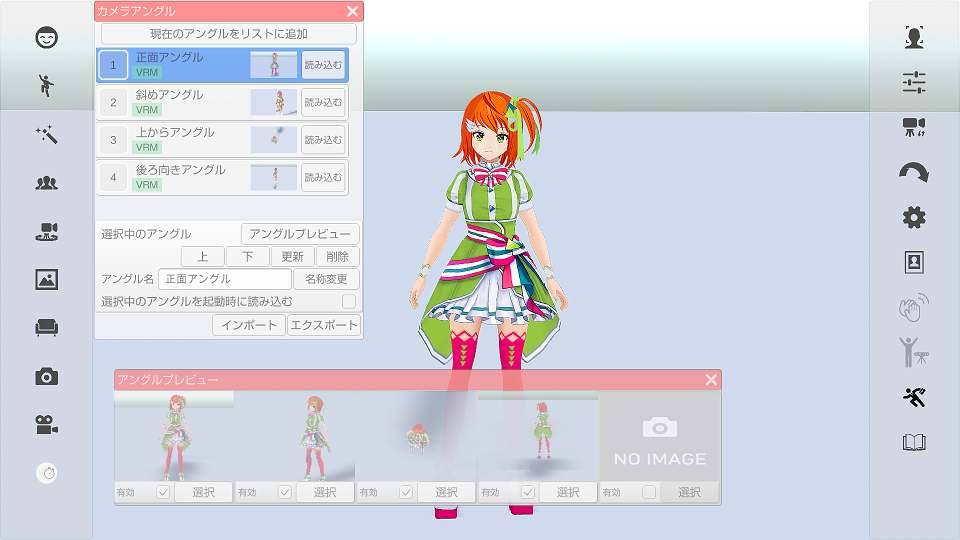 カメラアングル
現在のアングルをリストに追加
1 正面アングル 読み込む
VRM
2 斜めアングル 読み込む
VRM
3 上からアングル 読み込む
VRM
4 後ろ向きアングル 読み込む
VRM
選択中のアングル アングルプレビュー
上 下 更新 削除
アングル名 正面アングル 名称変更
選択中のアングルを起動時に読み込む
インポート エクスポート
アングルプレビュー
NO IMAGE
有効 選択 有効 選択 有効 選択 有効 選択 有効 選択